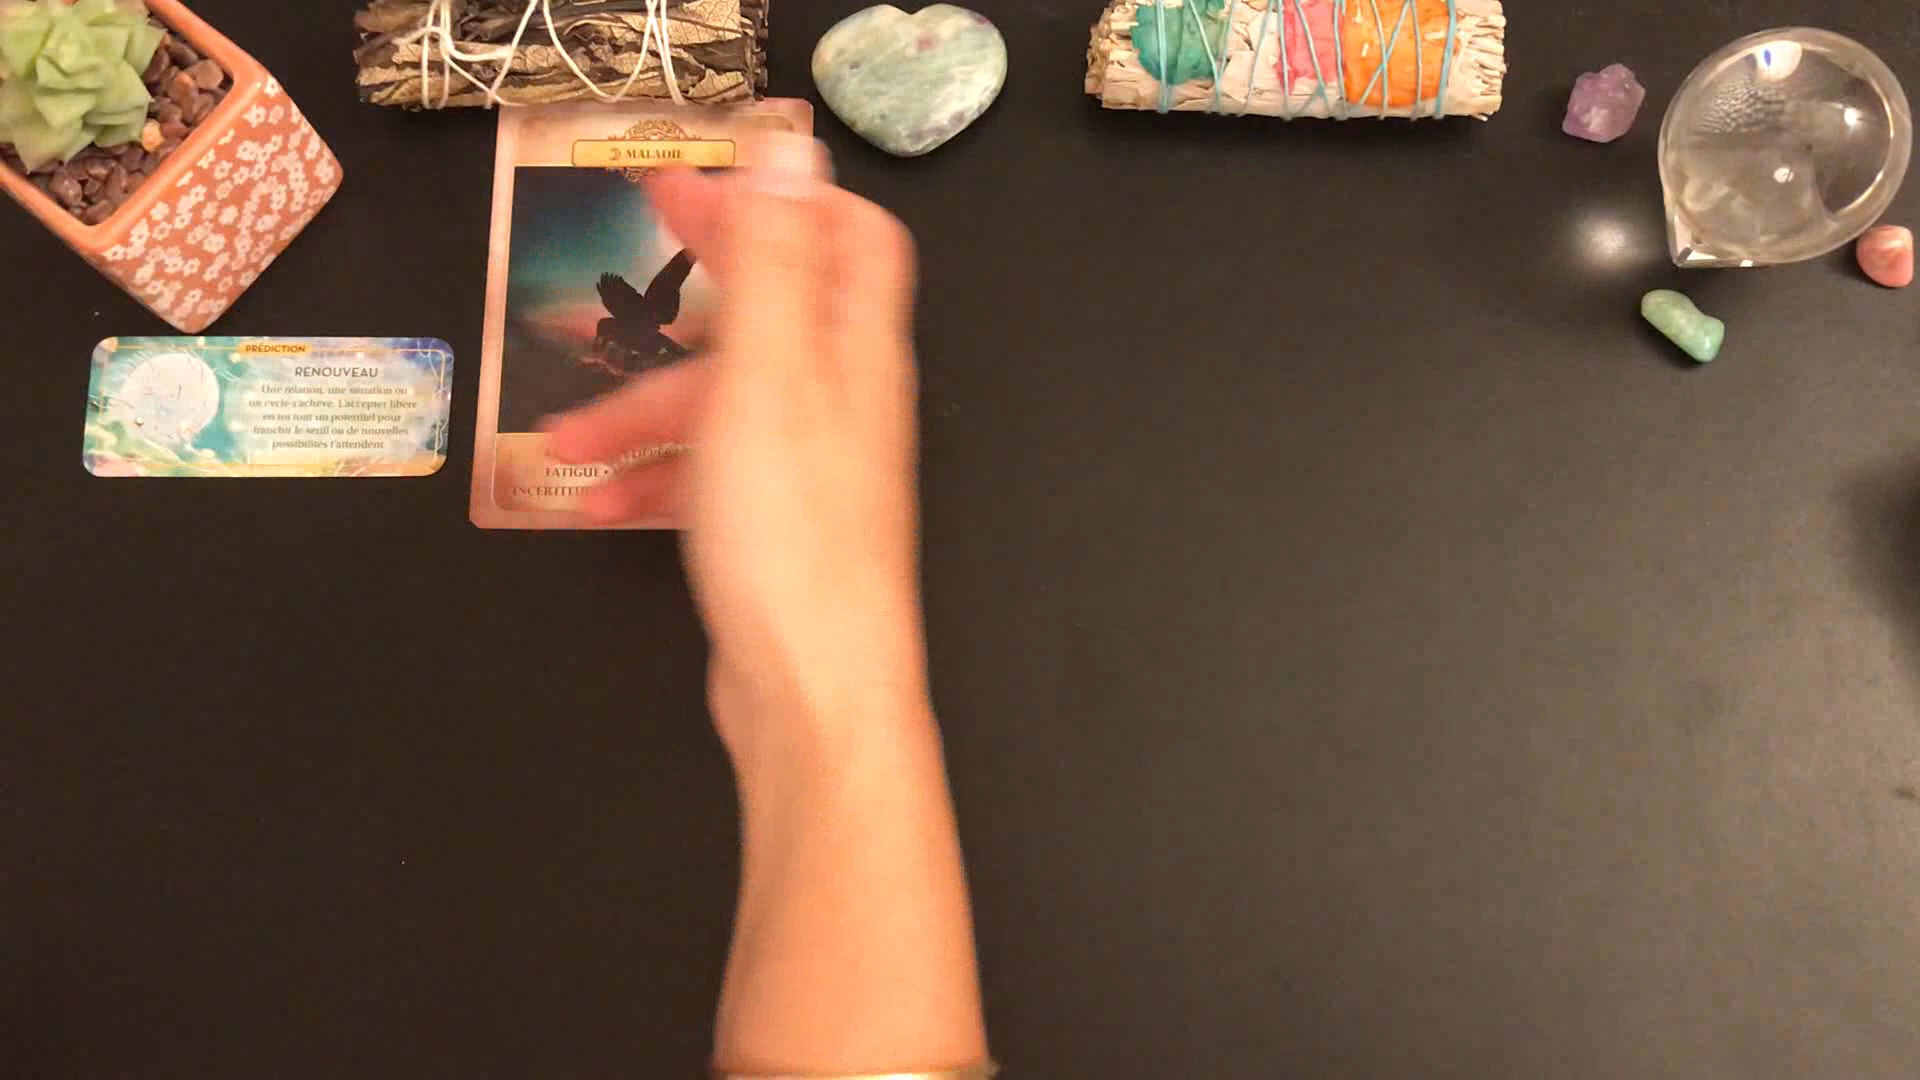 PRÉDICTION
RENOUVEAU
Une relation, une situation ou
un cycle s'achève. L'accepter libère
en toi tout un potentiel pour
franchir le seuil où de nouvelles
possibilités t'attendent
MALADIE
FATIGUE •